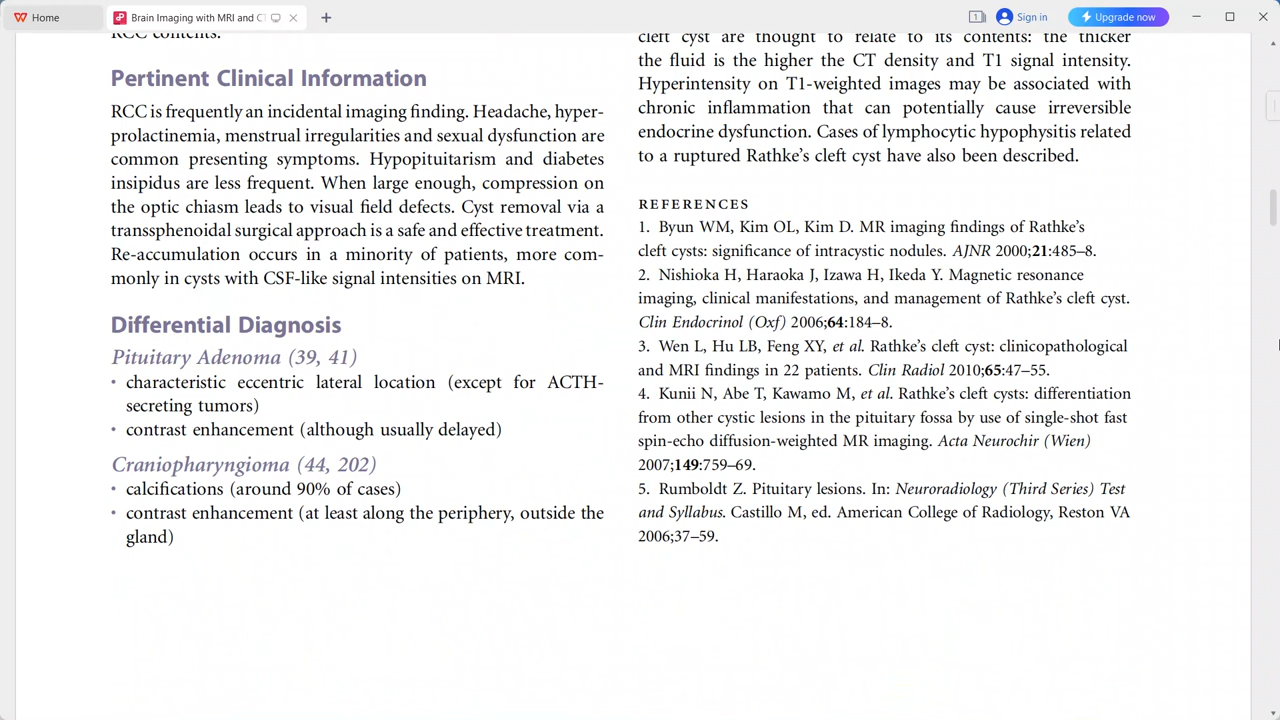 Home
Brain Imaging with MRI and C
Sign in
Upgrade now
RCC contents.
Pertinent Clinical Information
RCC is frequently an incidental imaging finding. Headache, hyper-
prolactinemia, menstrual irregularities and sexual dysfunction are
common presenting symptoms. Hypopituitarism and diabetes
insipidus are less frequent. When large enough, compression on
the optic chiasm leads to visual field defects. Cyst removal via a
transsphenoidal surgical approach is a safe and effective treatment.
Re-accumulation occurs in a minority of patients, more com-
monly in cysts with CSF-like signal intensities on MRI.
Differential Diagnosis
Pituitary Adenoma (39, 41)
• characteristic eccentric lateral location (except for ACTH-
secreting tumors)
• contrast enhancement (although usually delayed)
Craniopharyngioma (44, 202)
• calcifications (around 90% of cases)
• contrast enhancement (at least along the periphery, outside the
gland)
cleft cyst are thought to relate to its contents: the thicker
the fluid is the higher the CT density and T1 signal intensity.
Hyperintensity on T1-weighted images may be associated with
chronic inflammation that can potentially cause irreversible
endocrine dysfunction. Cases of lymphocytic hypophysitis related
to a ruptured Rathke's cleft cyst have also been described.
REFERENCES
1. Byun WM, Kim OL, Kim D. MR imaging findings of Rathke's
cleft cysts: significance of intracystic nodules. AJNR 2000;21:485–8.
2. Nishioka H, Haraoka J, Izawa H, Ikeda Y. Magnetic resonance
imaging, clinical manifestations, and management of Rathke's cleft cyst.
Clin Endocrinol (Oxf) 2006;64:184–8.
3. Wen L, Hu LB, Feng XY, et al. Rathke's cleft cyst: clinicopathological
and MRI findings in 22 patients. Clin Radiol 2010;65:47–55.
4. Kunii N, Abe T, Kawamo M, et al. Rathke's cleft cysts: differentiation
from other cystic lesions in the pituitary fossa by use of single-shot fast
spin-echo diffusion-weighted MR imaging. Acta Neurochir (Wien)
2007;149:759–69.
5. Rumboldt Z. Pituitary lesions. In: Neuroradiology (Third Series) Test
and Syllabus. Castillo M, ed. American College of Radiology, Reston VA
2006;37–59.